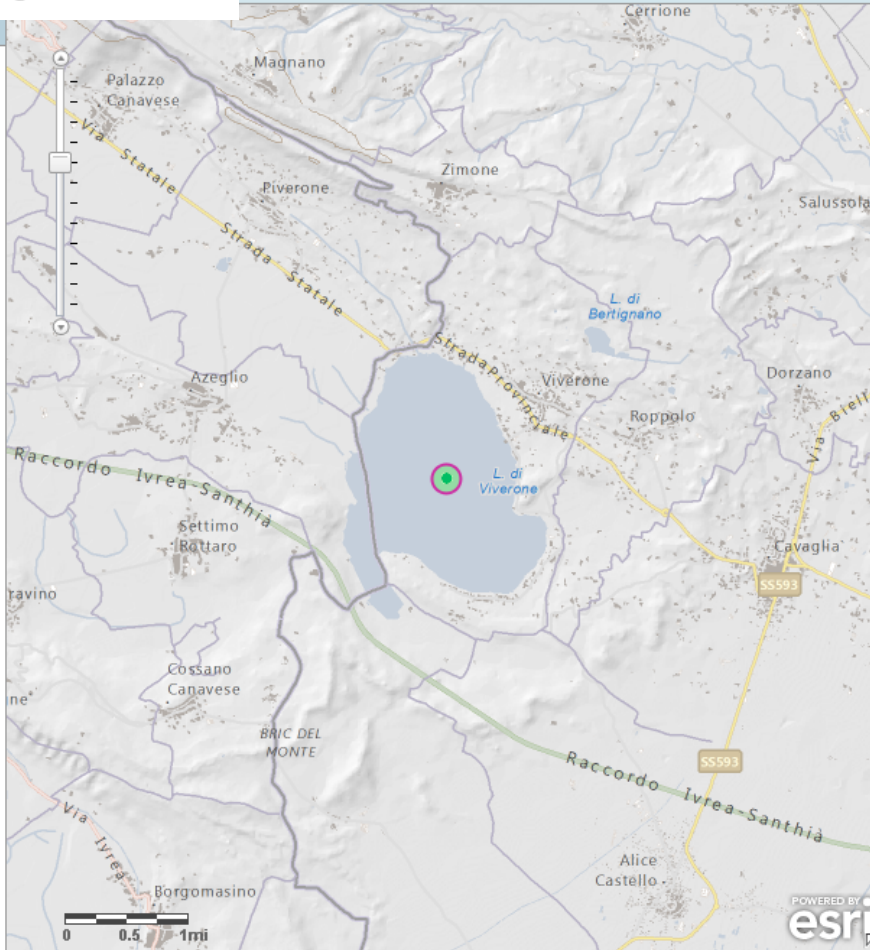 Cerrione
Magnano
Palazzo
Canavese
Via Statale
Zimone
Piverone
Salussola
Strada Statale
L. di
Bertignano
Strada Provinciale
Azeglio
Viverone
Dorzano
Roppolo
Via Biell
Raccordo Ivrea-Santhià
L. di
Viverone
Settimo
Rottaro
Cavaglia
SS593
ravino
Cossano
Canavese
ne
BRIC DEL
MONTE
SS593
Raccordo Ivrea-Santhià
Via Ivrea
Alice
Castello
Borgomasino
POWERED BY
esri
0 0.5 1mi